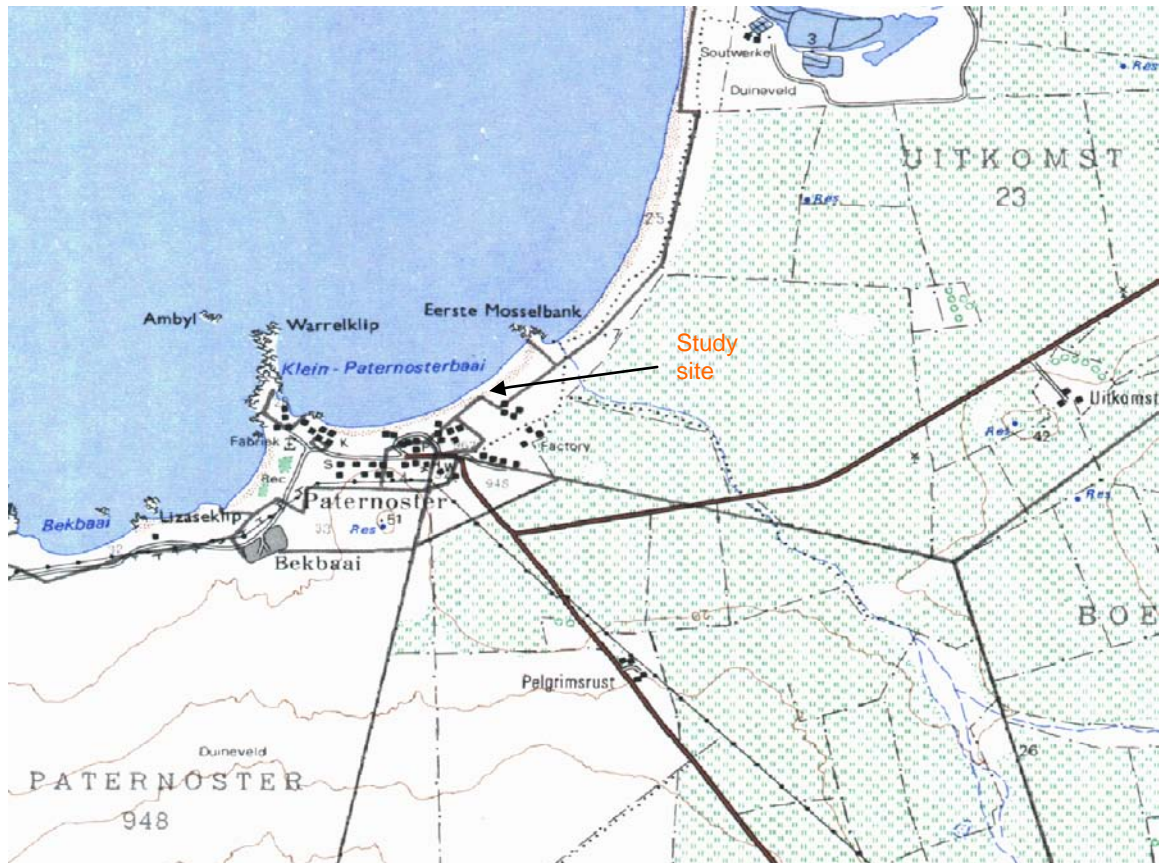 Soutwerke
3
Res
Duineveld
UITKOMST
23
Res
25
Ambyl
Warrelklip
Eerste Mosselbank
7
Klein-Paternosterbaai
Study
site
Uitkomst
Res
42
Fabriek
K
Factory
Rec
S
948
Res
Paternoster
Bekbaai
Lizaseklip
33
Res
51
Bekbaai
BOE
20
Pelgrimsrust
Duineveld
PATERNOSTER
948
26